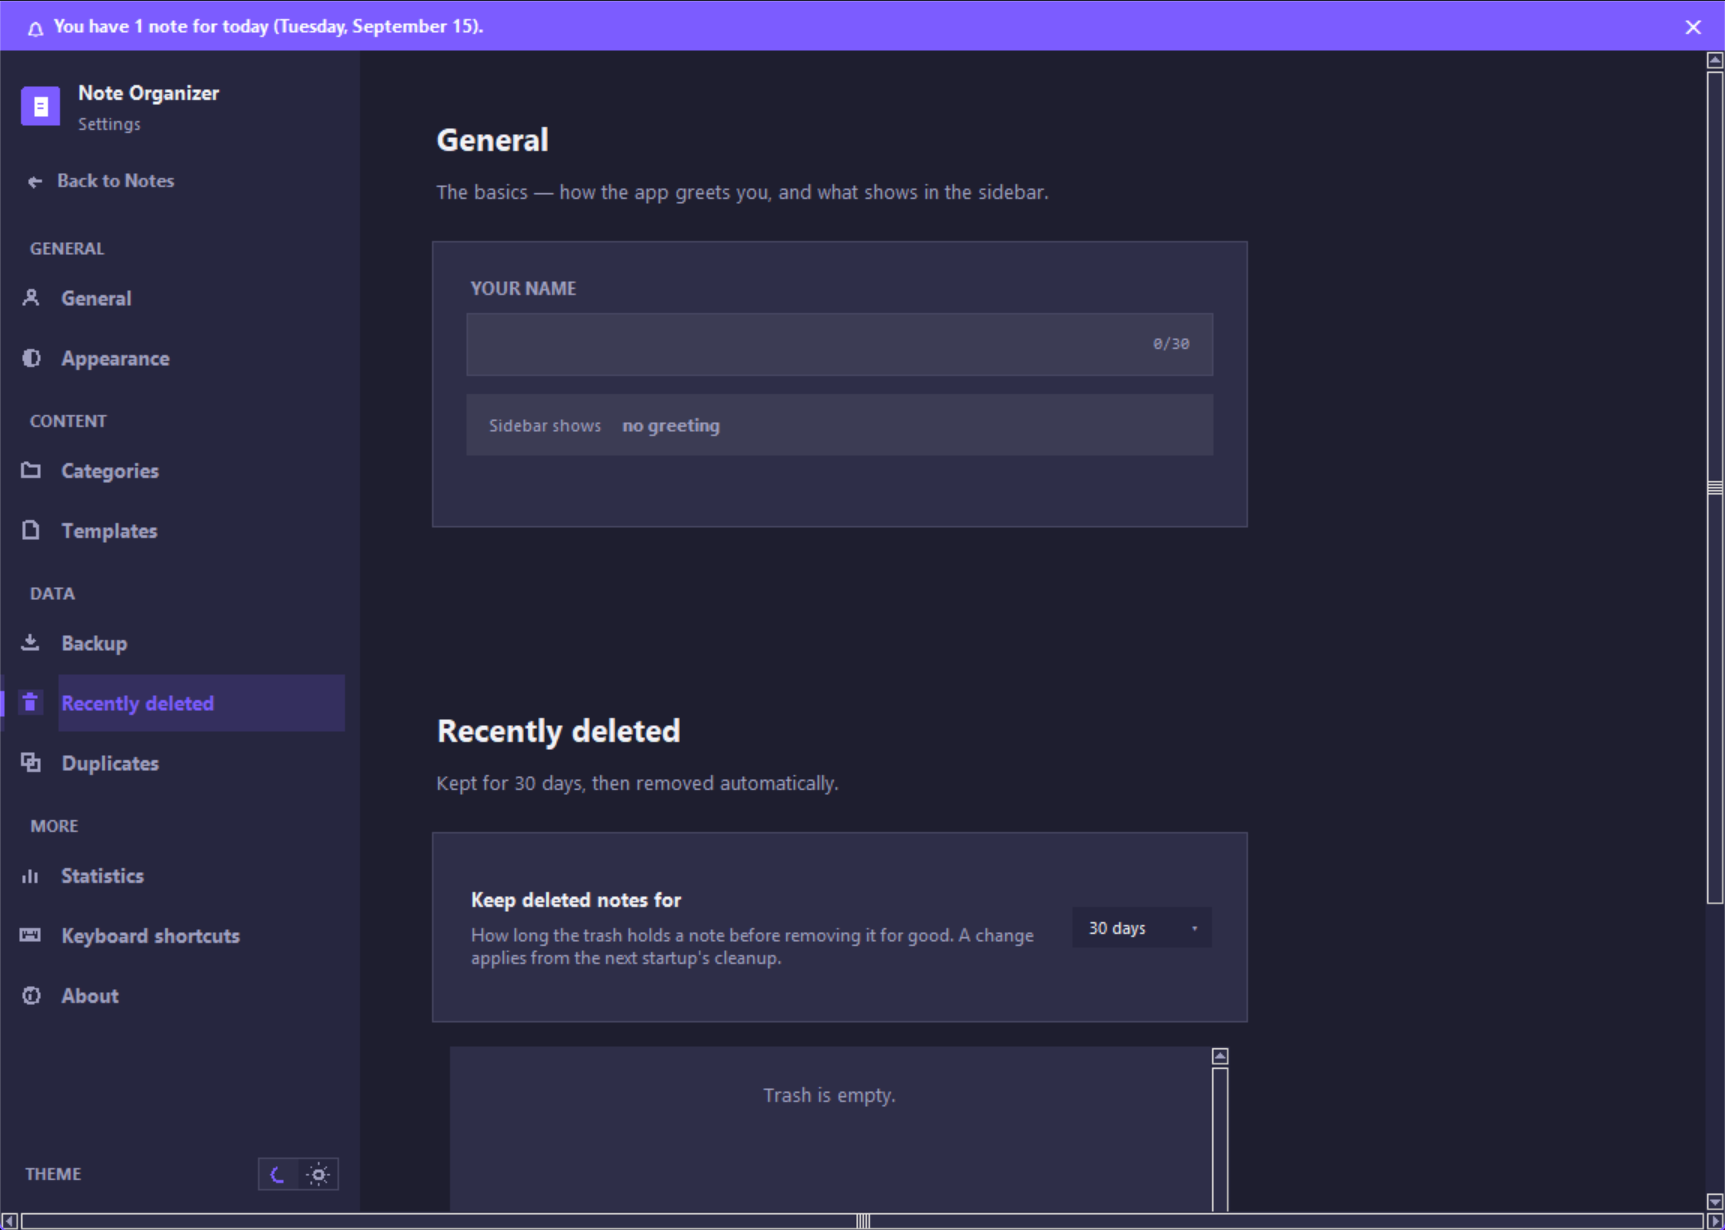 You have 1 note for today (Tuesday, September 15).
Note Organizer
Settings
Back to Notes
GENERAL
General
Appearance
CONTENT
Categories
Templates
DATA
Backup
Recently deleted
Duplicates
MORE
Statistics
Keyboard shortcuts
About
THEME
General
The basics — how the app greets you, and what shows in the sidebar.
YOUR NAME
0/30
Sidebar shows no greeting
Recently deleted
Kept for 30 days, then removed automatically.
Keep deleted notes for
How long the trash holds a note before removing it for good. A change
applies from the next startup's cleanup.
30 days
Trash is empty.